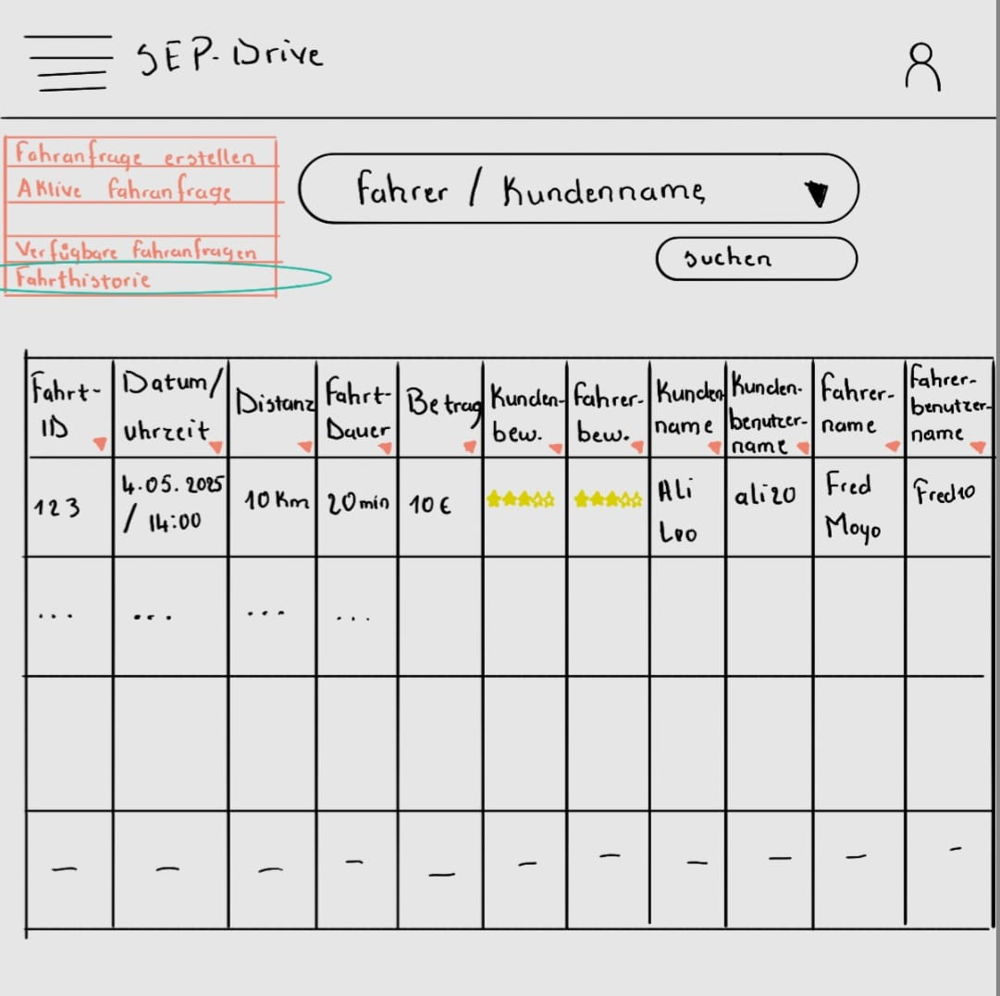 SEP-Drive
Fahranfrage erstellen
Aktive Fahranfrage
Verfügbare Fahranfragen
Fahrthistorie
Fahrer / Kundenname
suchen
Fahrt-
ID
Datum/
Uhrzeit
Distanz
Fahrt-
Dauer
Betrag
Kunden-
bew.
Fahrer-
bew.
Kunden
name
Kunden-
benutzer-
name
Fahrer-
name
Fahrer-
benutzer-
name
123
4.05.2025
/ 14:00
10 Km
20 min
10 €
Ali
Leo
ali20
Fred
Moyo
Fred10
... ... ... ...
– – – – – – – – – – –